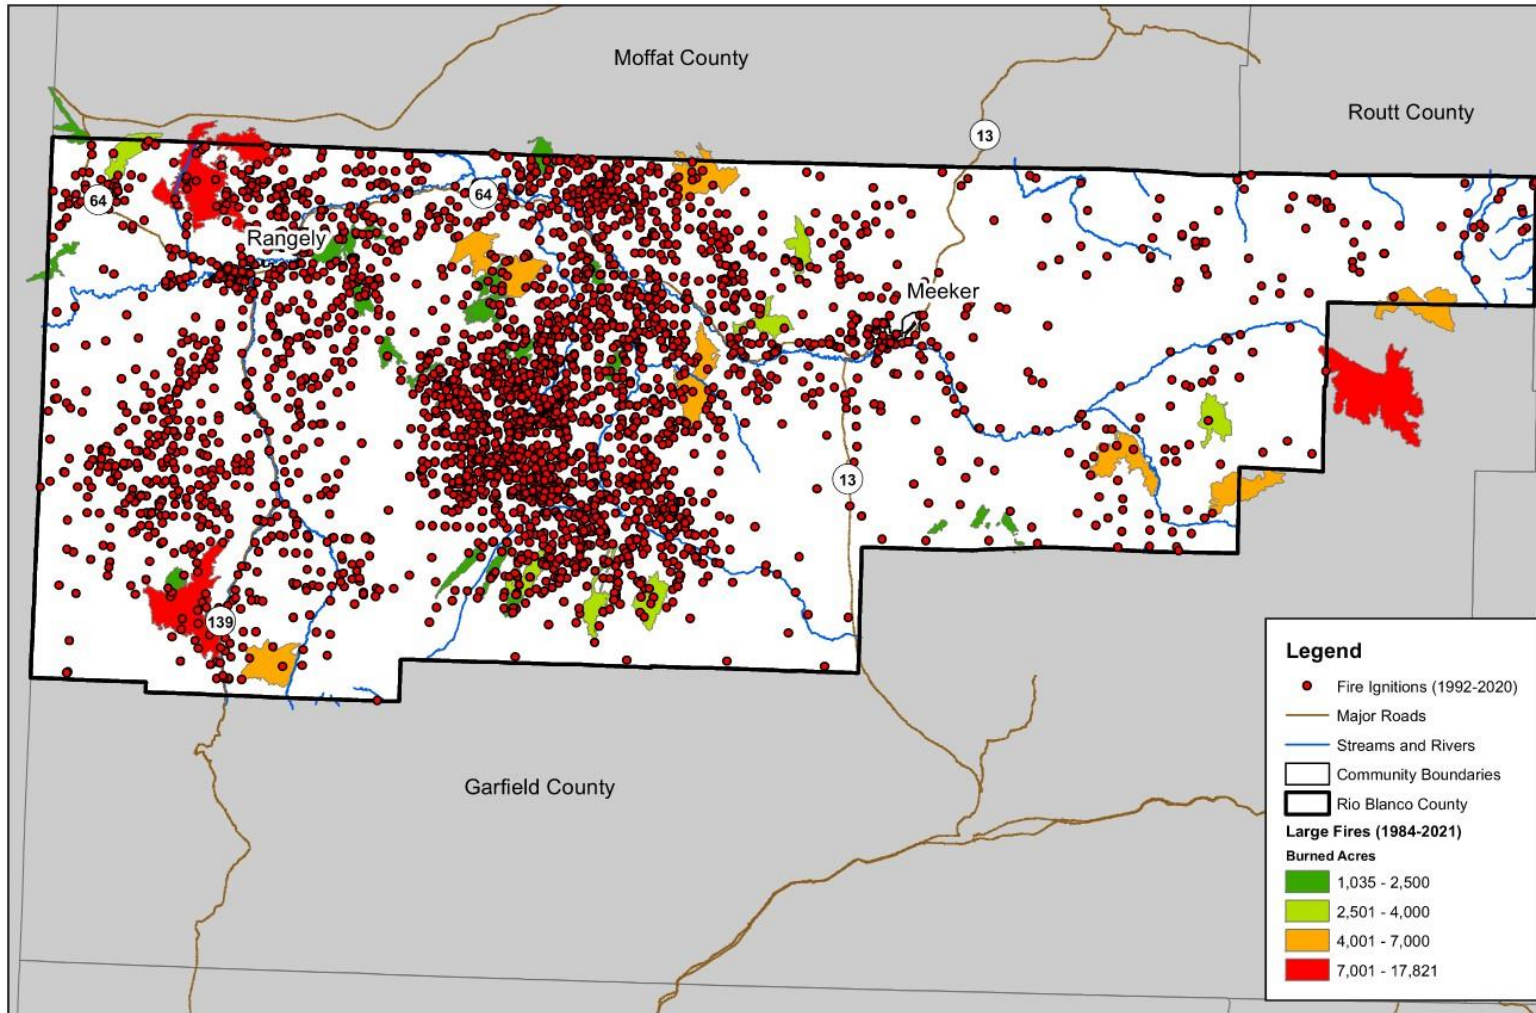 Moffat County
Routt County
13
64
64
Rangely
Meeker
13
139
Garfield County
Legend
Fire Ignitions (1992-2020)
Major Roads
Streams and Rivers
Community Boundaries
Rio Blanco County
Large Fires (1984-2021)
Burned Acres
1,035 - 2,500
2,501 - 4,000
4,001 - 7,000
7,001 - 17,821